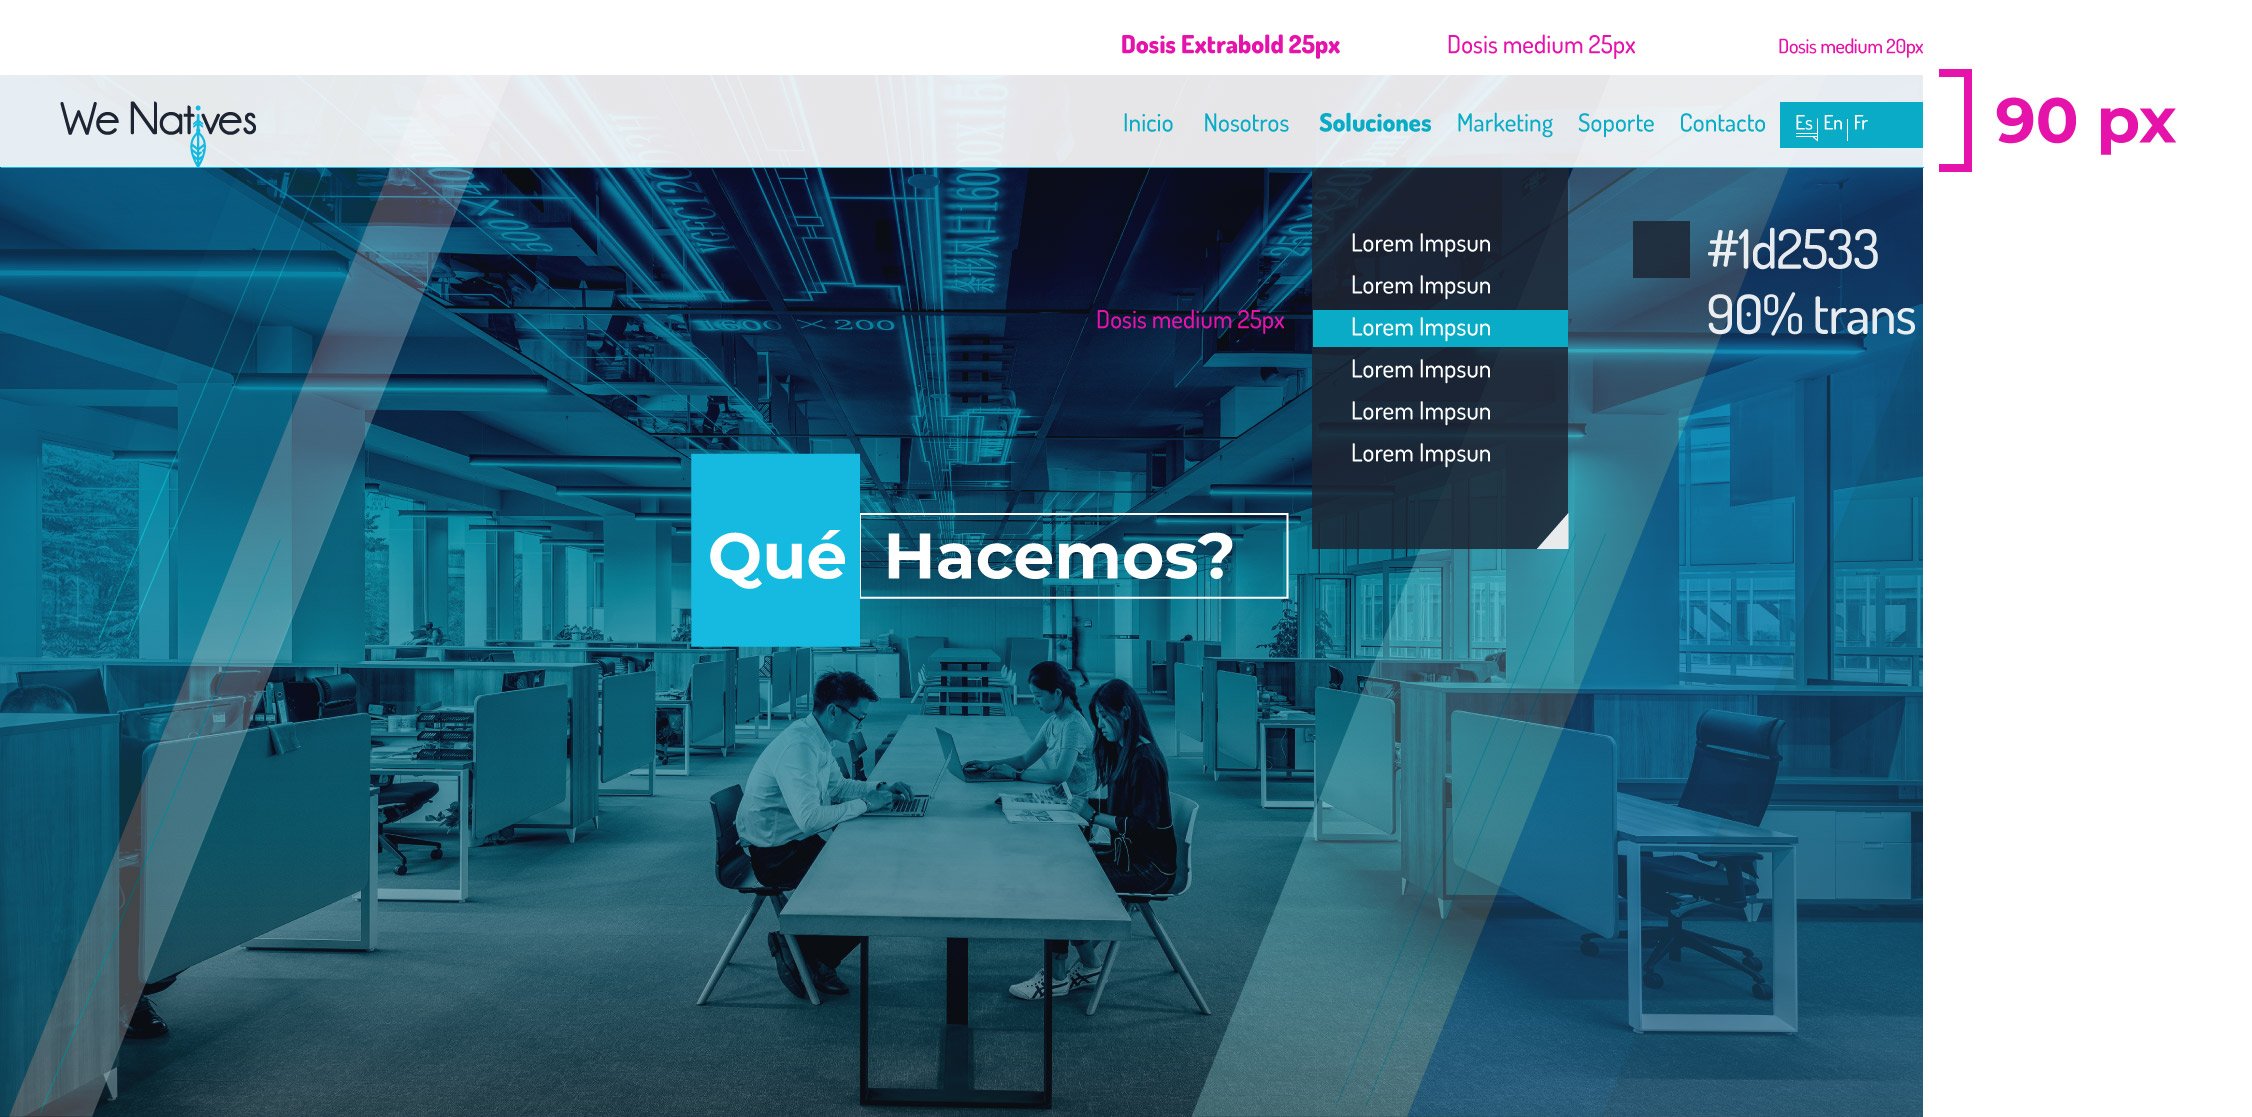 Dosis Extrabold 25px Dosis medium 25px Dosis medium 20px
We Natives
Inicio Nosotros Soluciones Marketing Soporte Contacto Es En Fr
90 px
Lorem Impsun
Lorem Impsun
Dosis medium 25px
Lorem Impsun
Lorem Impsun
Lorem Impsun
Lorem Impsun
#1d2533
90% trans
1600 X 200
Qué Hacemos?